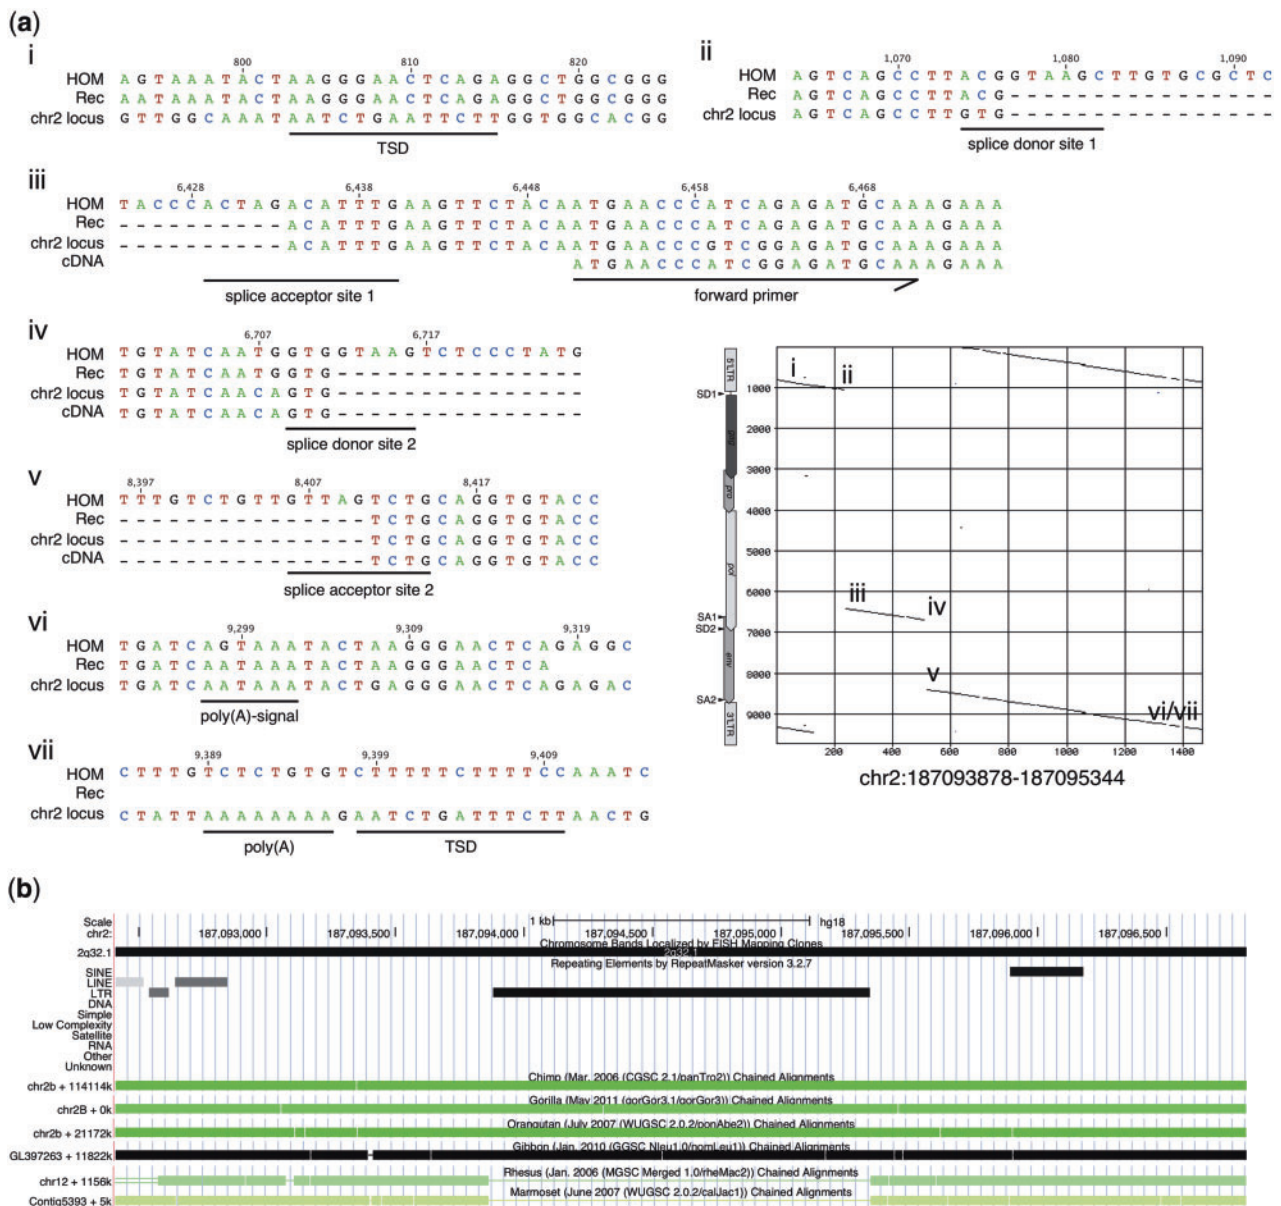 (a)
i
800 810 820
HOM A G T A A A T A C T A A G G G A A C T C A G A G G C T G G C G G G
Rec A A T A A A T A C T A A G G G A A C T C A G A G G C T G G C G G G
chr2 locus G T T G G C A A A T A A T C T G A A T T C T T G G T G G C A C G G
TSD
ii
1,070 1,080 1,090
HOM A G T C A G C C T T A C G G T A A G C T T G T G C G C T C
Rec A G T C A G C C T T A C G - - - - - - - - - - - - - - - -
chr2 locus A G T C A G C C T T G T G - - - - - - - - - - - - - - - -
splice donor site 1
iii
6,428 6,438 6,448 6,458 6,468
HOM T A C C C A C T A G A C A T T T G A A G T T C T A C A A T G A A C C C A T C A G A G A T G C A A A G A A A
Rec - - - - - - - - - - A C A T T T G A A G T T C T A C A A T G A A C C C A T C A G A G A T G C A A A G A A A
chr2 locus - - - - - - - - - - A C A T T T G A A G T T C T A C A A T G A A C C C G T C G G A G A T G C A A A G A A A
cDNA A T G A A C C C A T C G G A G A T G C A A A G A A A
splice acceptor site 1 forward primer
iv
6,707 6,717
HOM T G T A T C A A T G G T G G T A A G T C T C C C T A T G
Rec T G T A T C A A T G G T G - - - - - - - - - - - - - - -
chr2 locus T G T A T C A A C A G T G - - - - - - - - - - - - - - -
cDNA T G T A T C A A C A G T G - - - - - - - - - - - - - - -
splice donor site 2
v
8,397 8,407 8,417
HOM T T T G T C T G T T G T T A G T C T G C A G G T G T A C C
Rec - - - - - - - - - - - - - - - T C T G C A G G T G T A C C
chr2 locus - - - - - - - - - - - - - - - T C T G C A G G T G T A C C
cDNA - - - - - - - - - - - - - - - T C T G C A G G T G T A C C
splice acceptor site 2
vi
9,299 9,309 9,319
HOM T G A T C A G T A A A T A C T A A G G G A A C T C A G A G G C
Rec T G A T C A A T A A A T A C T A A G G G A A C T C A
chr2 locus T G A T C A A T A A A T A C T G A G G G A A C T C A G A G A C
poly(A)-signal
vii
9,389 9,399 9,409
HOM C T T T G T C T C T G T G T C T T T T T C T T T T C C A A A T C
Rec
chr2 locus C T A T T A A A A A A A A G A A T C T G A T T T C T T A A C T G
poly(A) TSD
5'LTR
SD1
gag
pro
pol
SA1
SD2
env
SA2
3'LTR
1000
2000
3000
4000
5000
6000
7000
8000
9000
i ii
iii iv
v
vi/vii
200 400 600 800 1000 1200 1400
chr2:187093878-187095344
(b)
Scale 1 kb hg18
chr2: 187,093,000 187,093,500 187,094,000 187,094,500 187,095,000 187,095,500 187,096,000 187,096,500
Chromosome Bands Localized by FISH Mapping Clones
2q32.1 2q32.1
Repeating Elements by RepeatMasker version 3.2.7
SINE
LINE
LTR
DNA
Simple
Low Complexity
Satellite
RNA
Other
Unknown
Chimp (Mar. 2006 (CGSC 2.1/panTro2)) Chained Alignments
chr2b + 114114k
Gorilla (May 2011 (gorGor3.1/gorGor3)) Chained Alignments
chr2B + 0k
Orangutan (July 2007 (WUGSC 2.0.2/ponAbe2)) Chained Alignments
chr2b + 21172k
Gibbon (Jan. 2010 (GGSC Nleu1.0/nomLeu1)) Chained Alignments
GL397263 + 11822k
Rhesus (Jan. 2006 (MGSC Merged 1.0/rheMac2)) Chained Alignments
chr12 + 1156k
Marmoset (June 2007 (WUGSC 2.0.2/calJac1)) Chained Alignments
Contig5393 + 5k